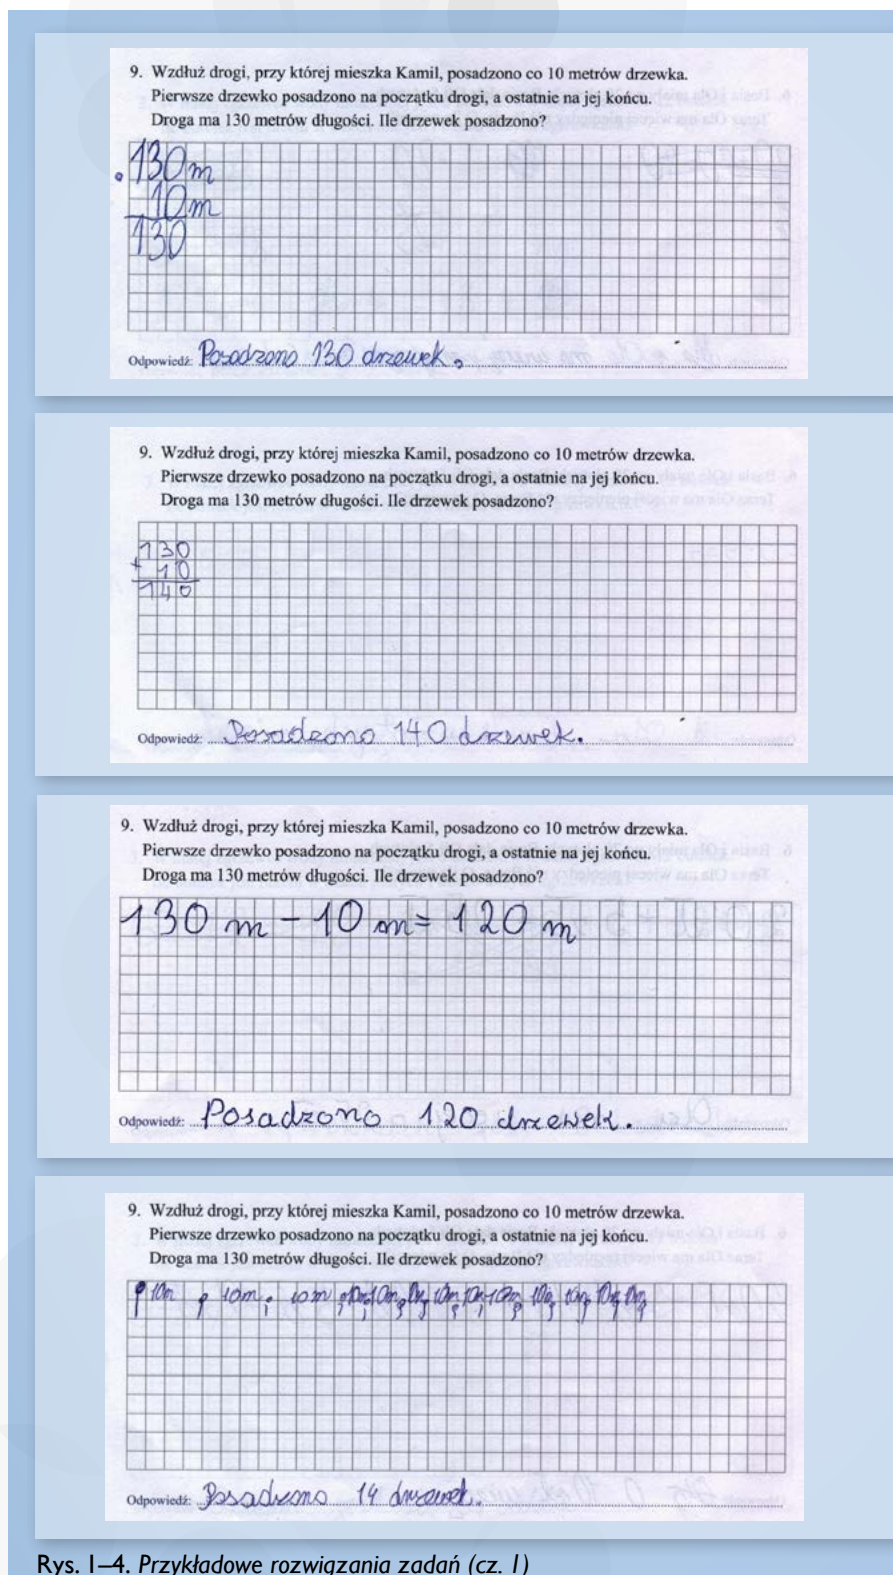 9. Wzdłuż drogi, przy której mieszka Kamil, posadzono co 10 metrów drzewka.
Pierwsze drzewko posadzono na początku drogi, a ostatnie na jej końcu.
Droga ma 130 metrów długości. Ile drzewek posadzono?
130 m
10 m
130
Odpowiedź: Posadzono 130 drzewek.
9. Wzdłuż drogi, przy której mieszka Kamil, posadzono co 10 metrów drzewka.
Pierwsze drzewko posadzono na początku drogi, a ostatnie na jej końcu.
Droga ma 130 metrów długości. Ile drzewek posadzono?
130
+ 10
140
Odpowiedź: Posadzono 140 drzewek.
9. Wzdłuż drogi, przy której mieszka Kamil, posadzono co 10 metrów drzewka.
Pierwsze drzewko posadzono na początku drogi, a ostatnie na jej końcu.
Droga ma 130 metrów długości. Ile drzewek posadzono?
130 m - 10 m = 120 m
Odpowiedź: Posadzono 120 drzewek.
9. Wzdłuż drogi, przy której mieszka Kamil, posadzono co 10 metrów drzewka.
Pierwsze drzewko posadzono na początku drogi, a ostatnie na jej końcu.
Droga ma 130 metrów długości. Ile drzewek posadzono?
10m 10m 10m
Odpowiedź: Posadzono 14 drzewek.
Rys. 1–4. Przykładowe rozwiązania zadań (cz. 1)